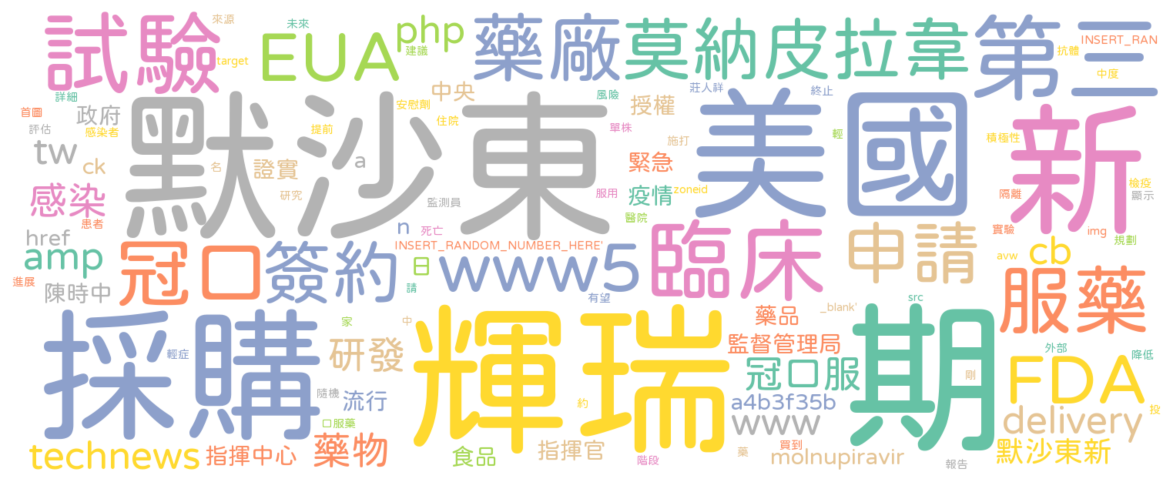 來源
未來
試驗
target
EUA
php
建議
藥廠
莫納皮拉韋
第三
INSERT_RAN
抗體
中度
詳細
首圖
政府
評估
感染者
安慰劑
中央
提前
住院
風險
授權
莊人祥
終止
單株
施打
輕
積極性
tw
ck
名
證實
研究
默沙東
a
監測員
緊急
服用
疫情
zoneid
醫院
美國
新
隔離
檢疫
顯示
感染
患者
href
amp
進展
陳時中
冠口
簽約
n
死亡
INSERT_RANDOM_NUMBER_HERE'
日
請
www5
有望
臨床
申請
實驗
img
規劃
avw.
cb
服藥
_blank'
src
採購
輕症
家
中
研發
隨機
流行
口服藥
輝瑞
約
藥品
監督管理局
冠口服
a4b3f35b
www
期
剛
外部
降低
FDA
投
delivery
technews
指揮中心
藥物
食品
指揮官
階段
藥
買到
molnupiravir
報告
默沙東新